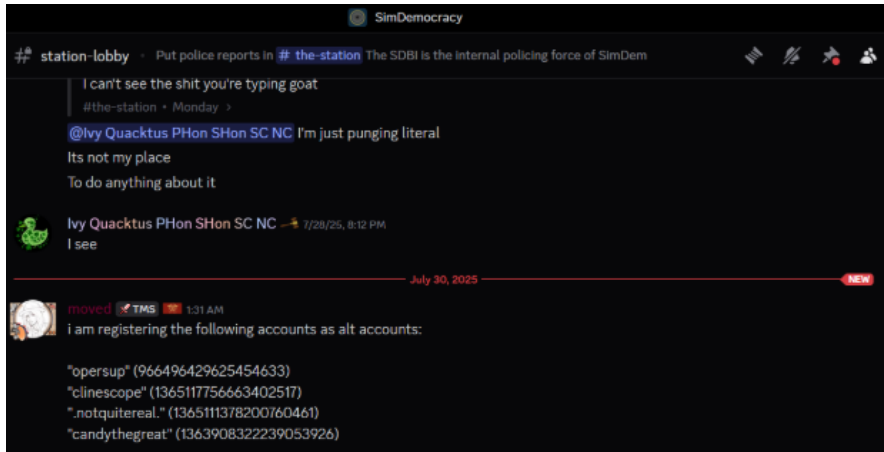 SimDemocracy
station-lobby · Put police reports in # the-station The SDBI is the internal policing force of SimDem
I can't see the shit you're typing goat
#the-station • Monday >
@Ivy Quacktus PHon SHon SC NC I'm just punging literal
Its not my place
To do anything about it
Ivy Quacktus PHon SHon SC NC 7/28/25, 8:12 PM
I see
July 30, 2025 NEW
moved TMS 1:31 AM
i am registering the following accounts as alt accounts:
"opersup" (966496429625454633)
"clinescope" (1365117756663402517)
".notquitereal." (1365111378200760461)
"candythegreat" (1363908322239053926)